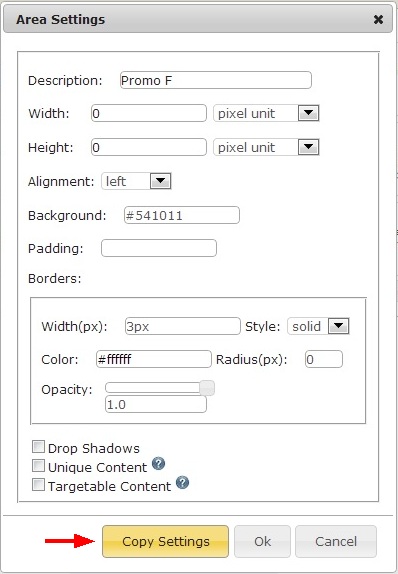 Area Settings
Description: Promo F
Width: 0 pixel unit
Height: 0 pixel unit
Alignment: left
Background: #541011
Padding:
Borders:
Width(px): 3px Style: solid
Color: #ffffff Radius(px): 0
Opacity:
1.0
Drop Shadows
Unique Content ?
Targetable Content ?
Copy Settings Ok Cancel